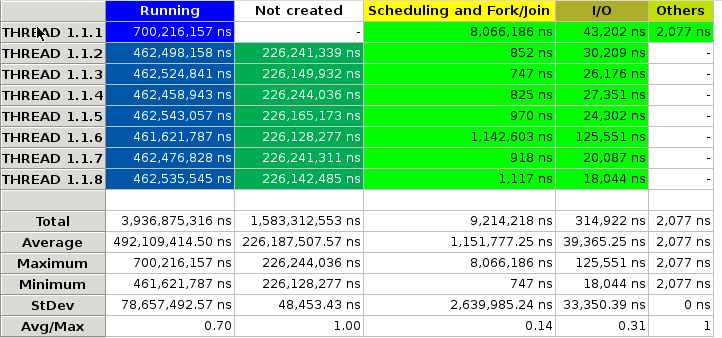 Running Not created Scheduling and Fork/Join I/O Others
THREAD 1.1.1 700,216,157 ns - 8,066,186 ns 43,202 ns 2,077 ns
THREAD 1.1.2 462,498,158 ns 226,241,339 ns 852 ns 30,209 ns -
THREAD 1.1.3 462,524,841 ns 226,149,932 ns 747 ns 26,176 ns -
THREAD 1.1.4 462,458,943 ns 226,244,036 ns 825 ns 27,351 ns -
THREAD 1.1.5 462,543,057 ns 226,165,173 ns 970 ns 24,302 ns -
THREAD 1.1.6 461,621,787 ns 226,128,277 ns 1,142,603 ns 125,551 ns -
THREAD 1.1.7 462,476,828 ns 226,241,311 ns 918 ns 20,087 ns -
THREAD 1.1.8 462,535,545 ns 226,142,485 ns 1,117 ns 18,044 ns -
Total 3,936,875,316 ns 1,583,312,553 ns 9,214,218 ns 314,922 ns 2,077 ns
Average 492,109,414.50 ns 226,187,507.57 ns 1,151,777.25 ns 39,365.25 ns 2,077 ns
Maximum 700,216,157 ns 226,244,036 ns 8,066,186 ns 125,551 ns 2,077 ns
Minimum 461,621,787 ns 226,128,277 ns 747 ns 18,044 ns 2,077 ns
StDev 78,657,492.57 ns 48,453.43 ns 2,639,985.24 ns 33,350.39 ns 0 ns
Avg/Max 0.70 1.00 0.14 0.31 1